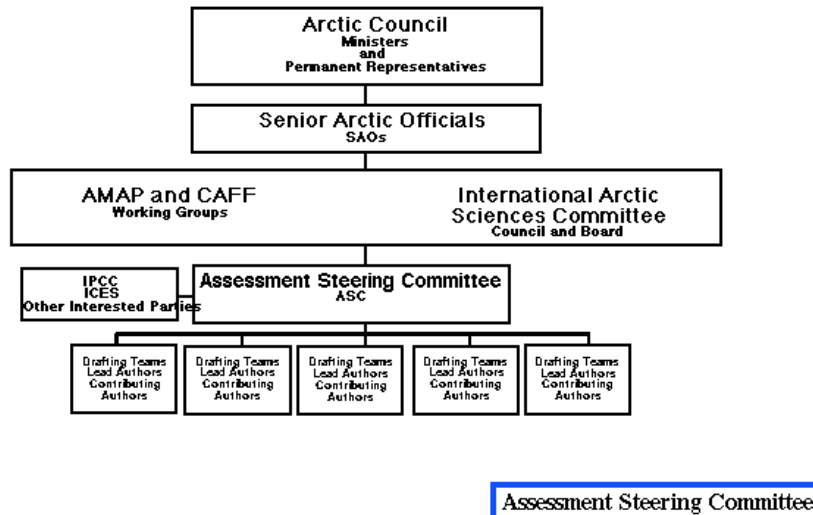 Arctic Council
Ministers
and
Permanent Representatives
Senior Arctic Officials
SAOs
AMAP and CAFF
Working Groups
International Arctic
Sciences Committee
Council and Board
IPCC
ICES
Other Interested Parties
Assessment Steering Committee
ASC
Drafting Teams
Lead Authors
Contributing
Authors
Drafting Teams
Lead Authors
Contributing
Authors
Drafting Teams
Lead Authors
Contributing
Authors
Drafting Teams
Lead Authors
Contributing
Authors
Drafting Teams
Lead Authors
Contributing
Authors
Assessment Steering Committee